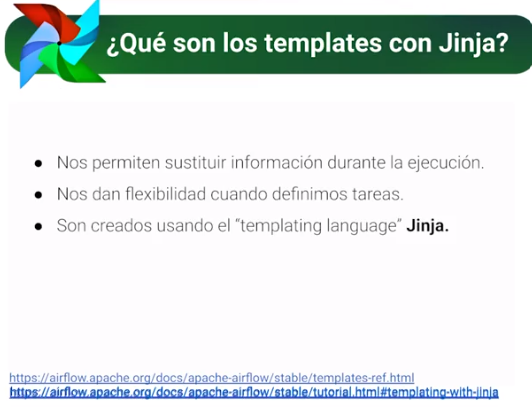 ¿Qué son los templates con Jinja?
● Nos permiten sustituir información durante la ejecución.
● Nos dan flexibilidad cuando definimos tareas.
● Son creados usando el “templating language” Jinja.
https://airflow.apache.org/docs/apache-airflow/stable/templates-ref.html
https://airflow.apache.org/docs/apache-airflow/stable/tutorial.html#templating-with-jinja